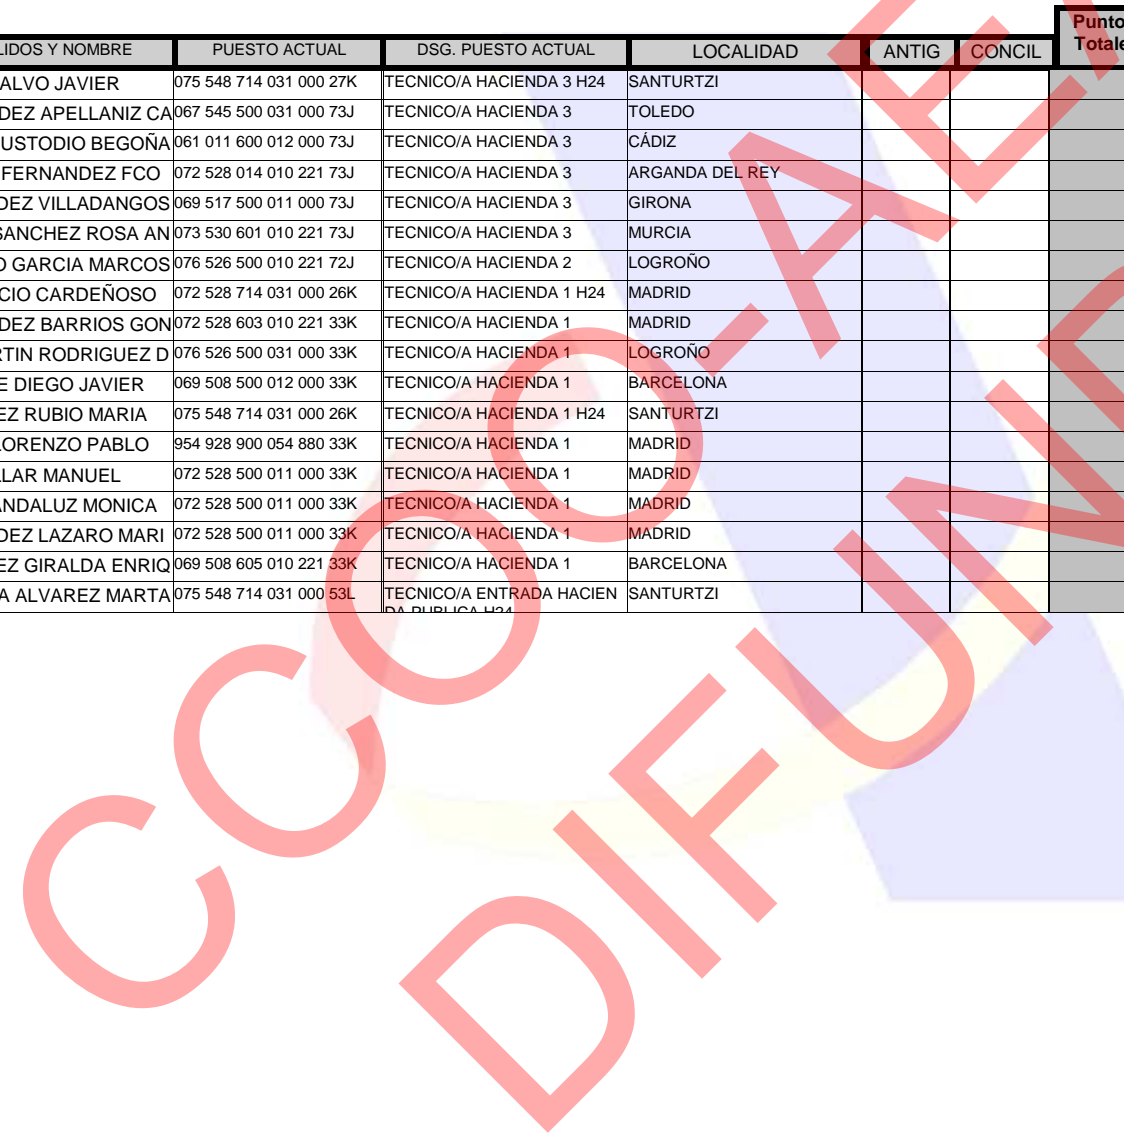 Punto
LIDOS Y NOMBRE PUESTO ACTUAL DSG. PUESTO ACTUAL LOCALIDAD ANTIG CONCIL Totale
ALVO JAVIER 075 548 714 031 000 27K TECNICO/A HACIENDA 3 H24 SANTURTZI
DEZ APELLANIZ CA 067 545 500 031 000 73J TECNICO/A HACIENDA 3 TOLEDO
USTODIO BEGOÑA 061 011 600 012 000 73J TECNICO/A HACIENDA 3 CÁDIZ
FERNANDEZ FCO 072 528 014 010 221 73J TECNICO/A HACIENDA 3 ARGANDA DEL REY
DEZ VILLADANGOS 069 517 500 011 000 73J TECNICO/A HACIENDA 3 GIRONA
SANCHEZ ROSA AN 073 530 601 010 221 73J TECNICO/A HACIENDA 3 MURCIA
O GARCIA MARCOS 076 526 500 010 221 72J TECNICO/A HACIENDA 2 LOGROÑO
CIO CARDEÑOSO 072 528 714 031 000 26K TECNICO/A HACIENDA 1 H24 MADRID
DEZ BARRIOS GON 072 528 603 010 221 33K TECNICO/A HACIENDA 1 MADRID
RTIN RODRIGUEZ D 076 526 500 031 000 33K TECNICO/A HACIENDA 1 LOGROÑO
E DIEGO JAVIER 069 508 500 012 000 33K TECNICO/A HACIENDA 1 BARCELONA
EZ RUBIO MARIA 075 548 714 031 000 26K TECNICO/A HACIENDA 1 H24 SANTURTZI
LORENZO PABLO 954 928 900 054 880 33K TECNICO/A HACIENDA 1 MADRID
LLAR MANUEL 072 528 500 011 000 33K TECNICO/A HACIENDA 1 MADRID
ANDALUZ MONICA 072 528 500 011 000 33K TECNICO/A HACIENDA 1 MADRID
DEZ LAZARO MARI 072 528 500 011 000 33K TECNICO/A HACIENDA 1 MADRID
EZ GIRALDA ENRIQ 069 508 605 010 221 33K TECNICO/A HACIENDA 1 BARCELONA
A ALVAREZ MARTA 075 548 714 031 000 53L TECNICO/A ENTRADA HACIEN SANTURTZI
DA PUBLICA H24
CCOO-AEA
DIFUND